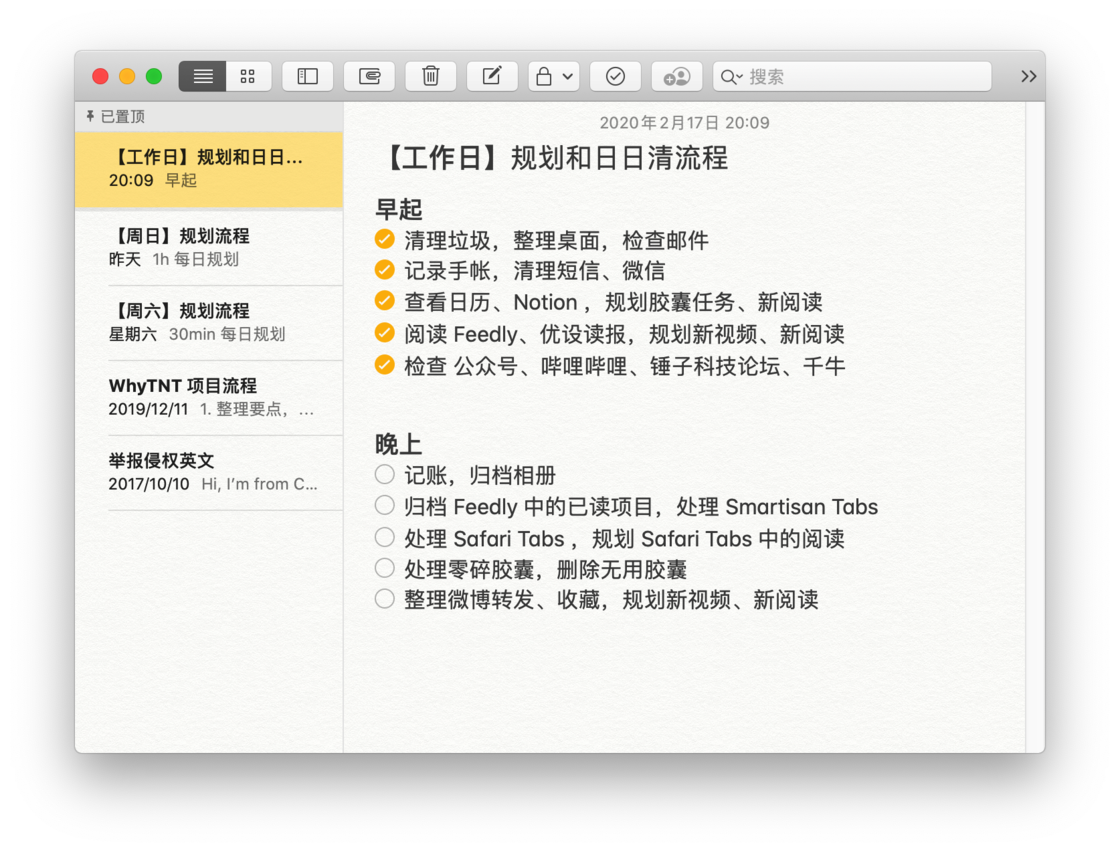 搜索
已置顶
【工作日】规划和日日…
20:09 早起
【周日】规划流程
昨天 1h 每日规划
【周六】规划流程
星期六 30min 每日规划
WhyTNT 项目流程
2019/12/11 1. 整理要点，…
举报侵权英文
2017/10/10 Hi, I’m from C…
2020年2月17日 20:09
【工作日】规划和日日清流程
早起
清理垃圾，整理桌面，检查邮件
记录手帐，清理短信、微信
查看日历、Notion ，规划胶囊任务、新阅读
阅读 Feedly、优设读报，规划新视频、新阅读
检查 公众号、哔哩哔哩、锤子科技论坛、千牛
晚上
记账，归档相册
归档 Feedly 中的已读项目，处理 Smartisan Tabs
处理 Safari Tabs ，规划 Safari Tabs 中的阅读
处理零碎胶囊，删除无用胶囊
整理微博转发、收藏，规划新视频、新阅读